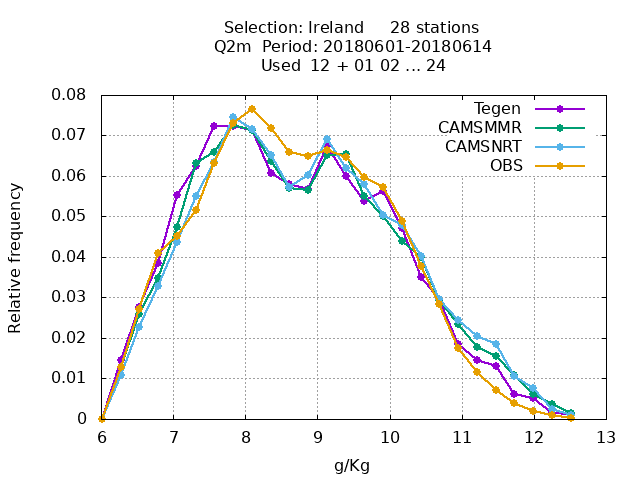 Selection: Ireland 28 stations
Q2m Period: 20180601-20180614
Used 12 + 01 02 ... 24
Relative frequency
0.08
0.07
0.06
0.05
0.04
0.03
0.02
0.01
0
Tegen
CAMSMMR
CAMSNRT
OBS
6 7 8 9 10 11 12 13
g/Kg